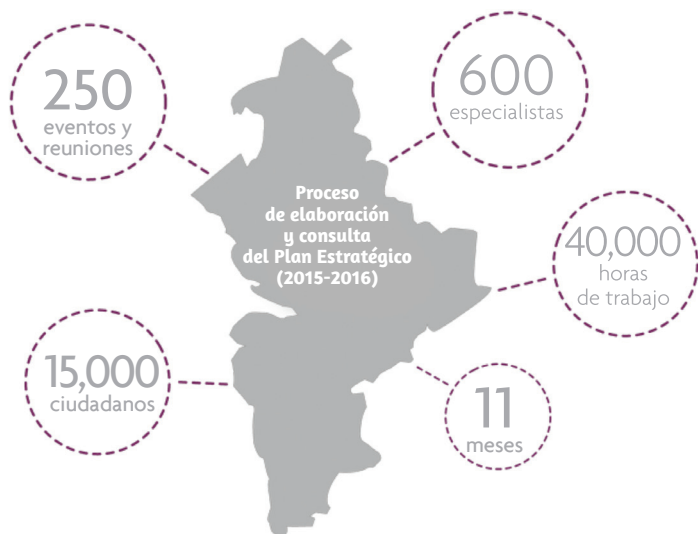 250
eventos y
reuniones
600
especialistas
Proceso
de elaboración
y consulta
del Plan Estratégico
(2015-2016)
40,000
horas
de trabajo
15,000
ciudadanos
11
meses